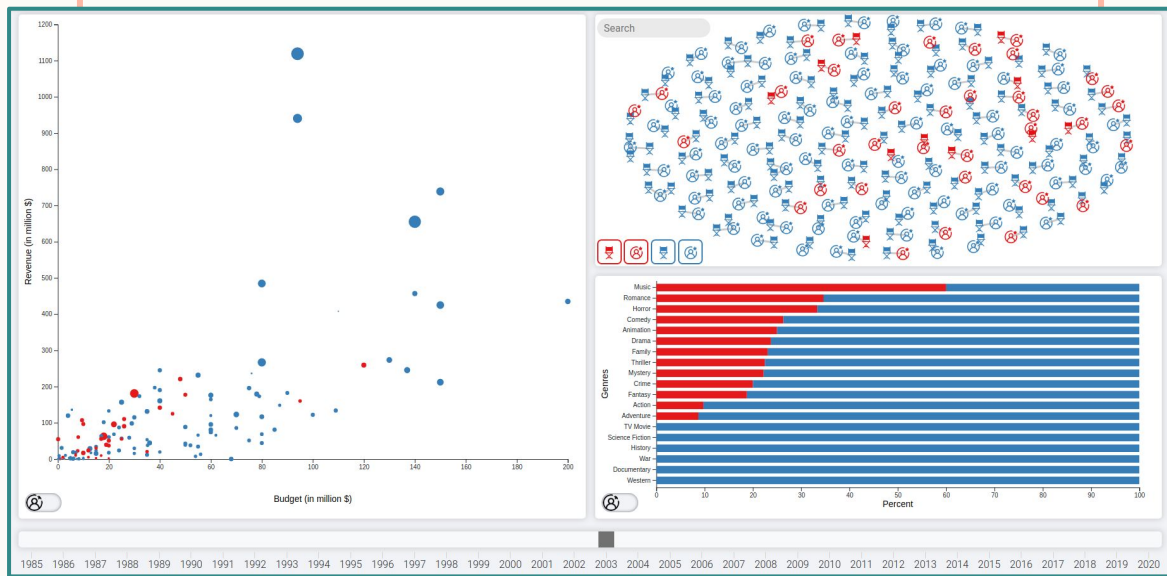 1200
1100
1000
900
800
700
600
500
400
300
200
100
0
Revenue (in million $)
0 20 40 60 80 100 120 140 160 180 200
Budget (in million $)
Search
Genres
Music
Romance
Horror
Comedy
Animation
Drama
Family
Thriller
Mystery
Crime
Fantasy
Action
Adventure
TV Movie
Science Fiction
History
War
Documentary
Western
0 10 20 30 40 50 60 70 80 90 100
Percent
1985 1986 1987 1988 1989 1990 1991 1992 1993 1994 1995 1996 1997 1998 1999 2000 2001 2002 2003 2004 2005 2006 2007 2008 2009 2010 2011 2012 2013 2014 2015 2016 2017 2018 2019 2020